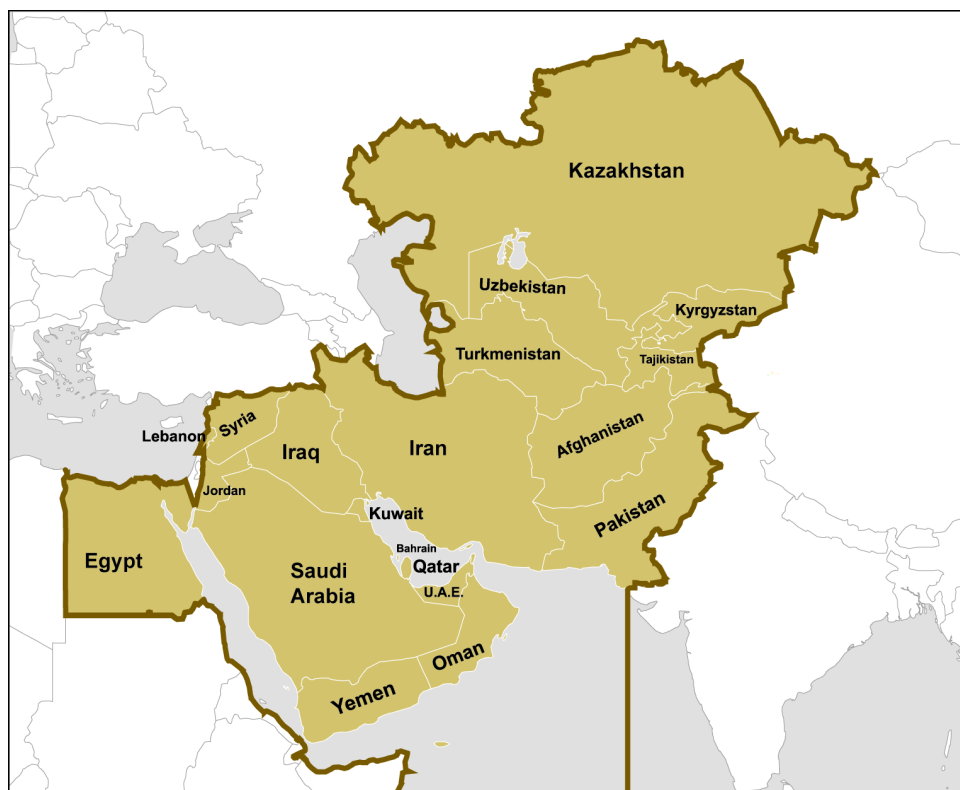 Kazakhstan
Uzbekistan
Kyrgyzstan
Turkmenistan
Tajikistan
Lebanon
Syria
Iraq
Iran
Afghanistan
Jordan
Kuwait
Pakistan
Egypt
Saudi
Arabia
Bahrain
Qatar
U.A.E.
Oman
Yemen